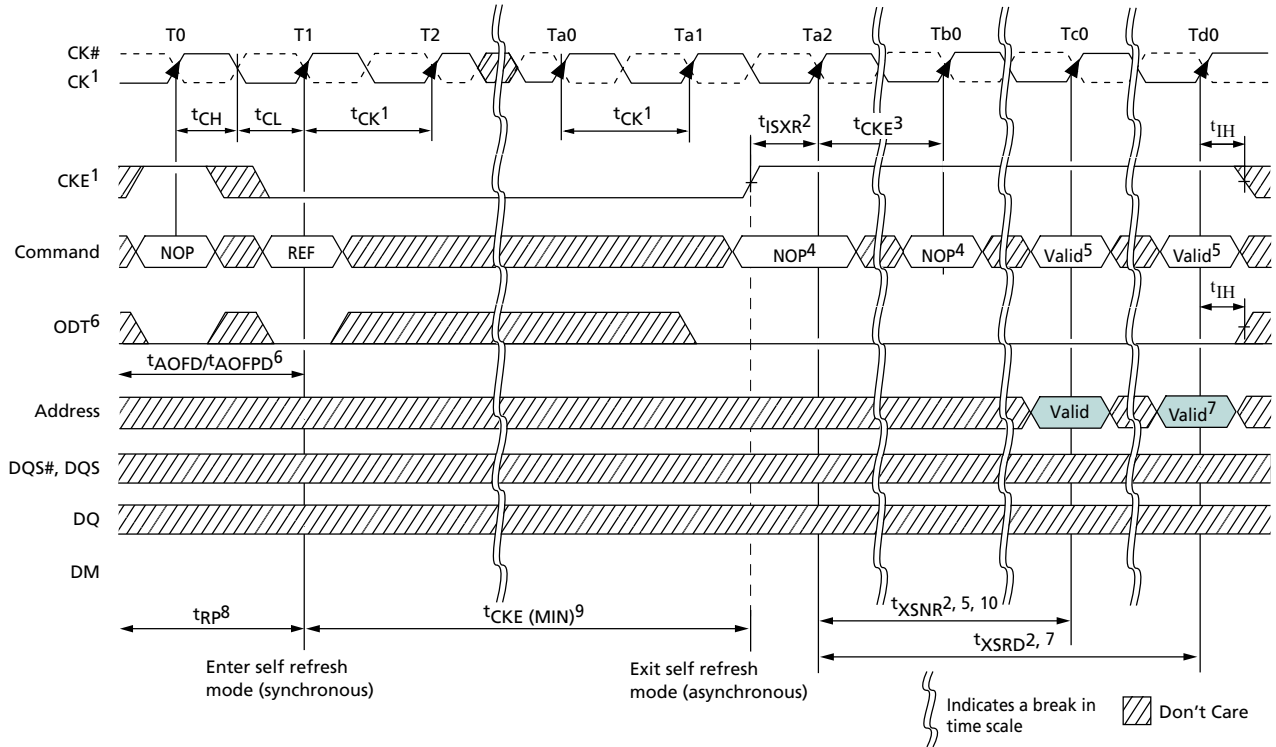 T0 T1 T2 Ta0 Ta1 Ta2 Tb0 Tc0 Td0
CK#
CK1
tCH tCL tCK1 tCK1 tISXR2 tCKE3 tIH
CKE1
Command NOP REF NOP4 NOP4 Valid5 Valid5
tIH
ODT6
tAOFD/tAOFPD6
Address Valid Valid7
DQS#, DQS
DQ
DM
tRP8 tCKE (MIN)9 tXSNR2, 5, 10
tXSRD2, 7
Enter self refresh
mode (synchronous)
Exit self refresh
mode (asynchronous)
Indicates a break in
time scale
Don't Care